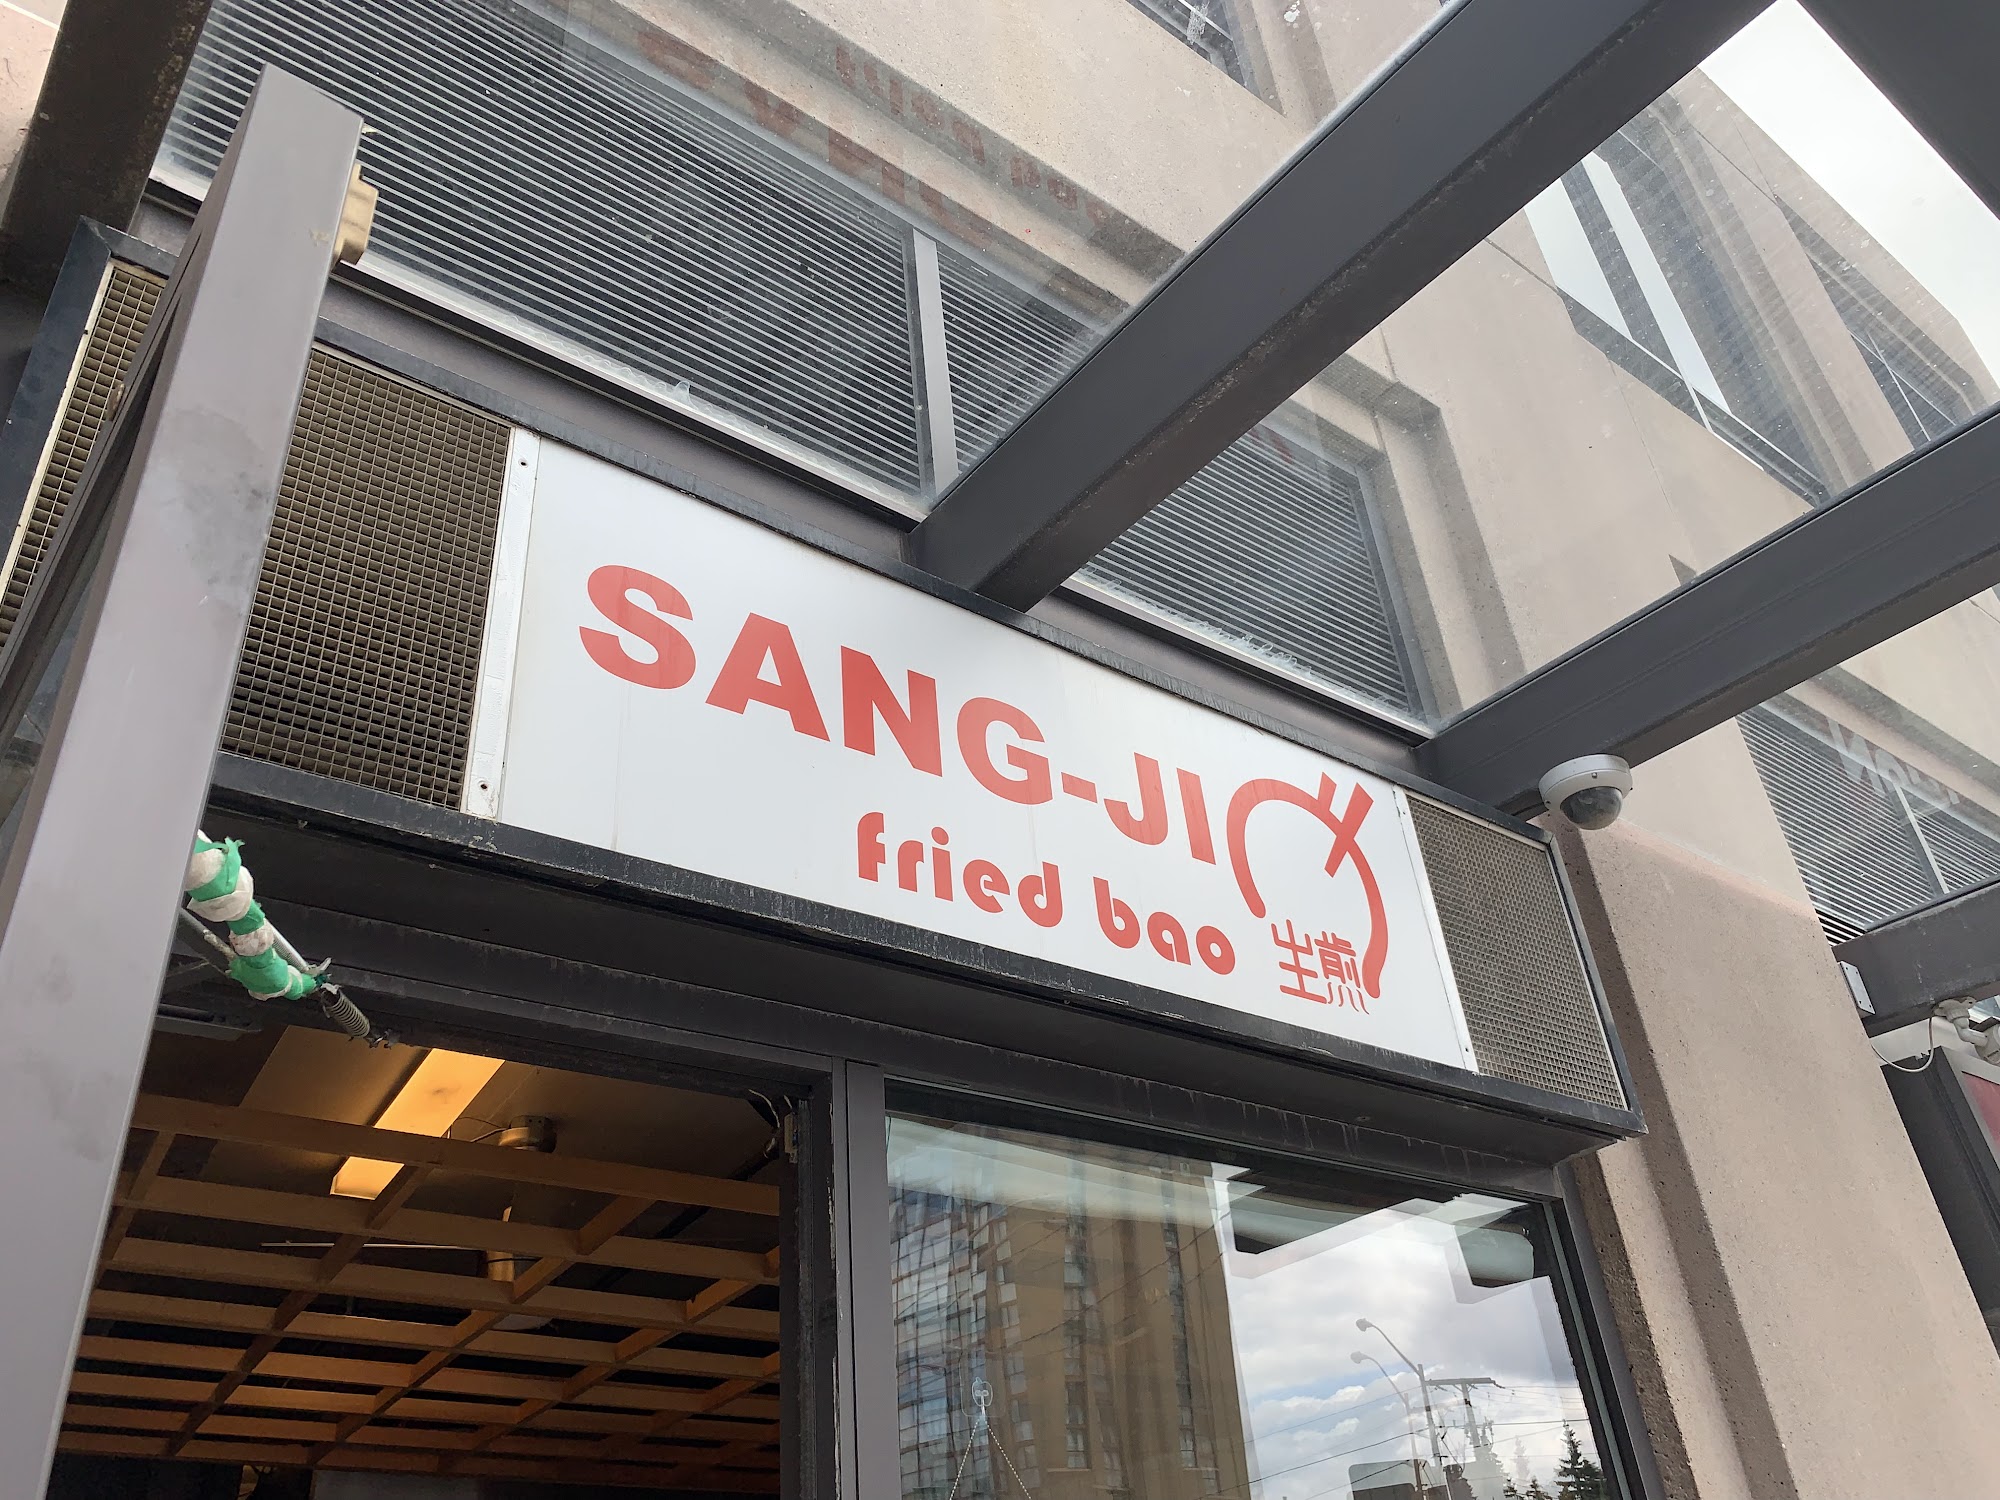 SANG-JI
fried bao
生煎